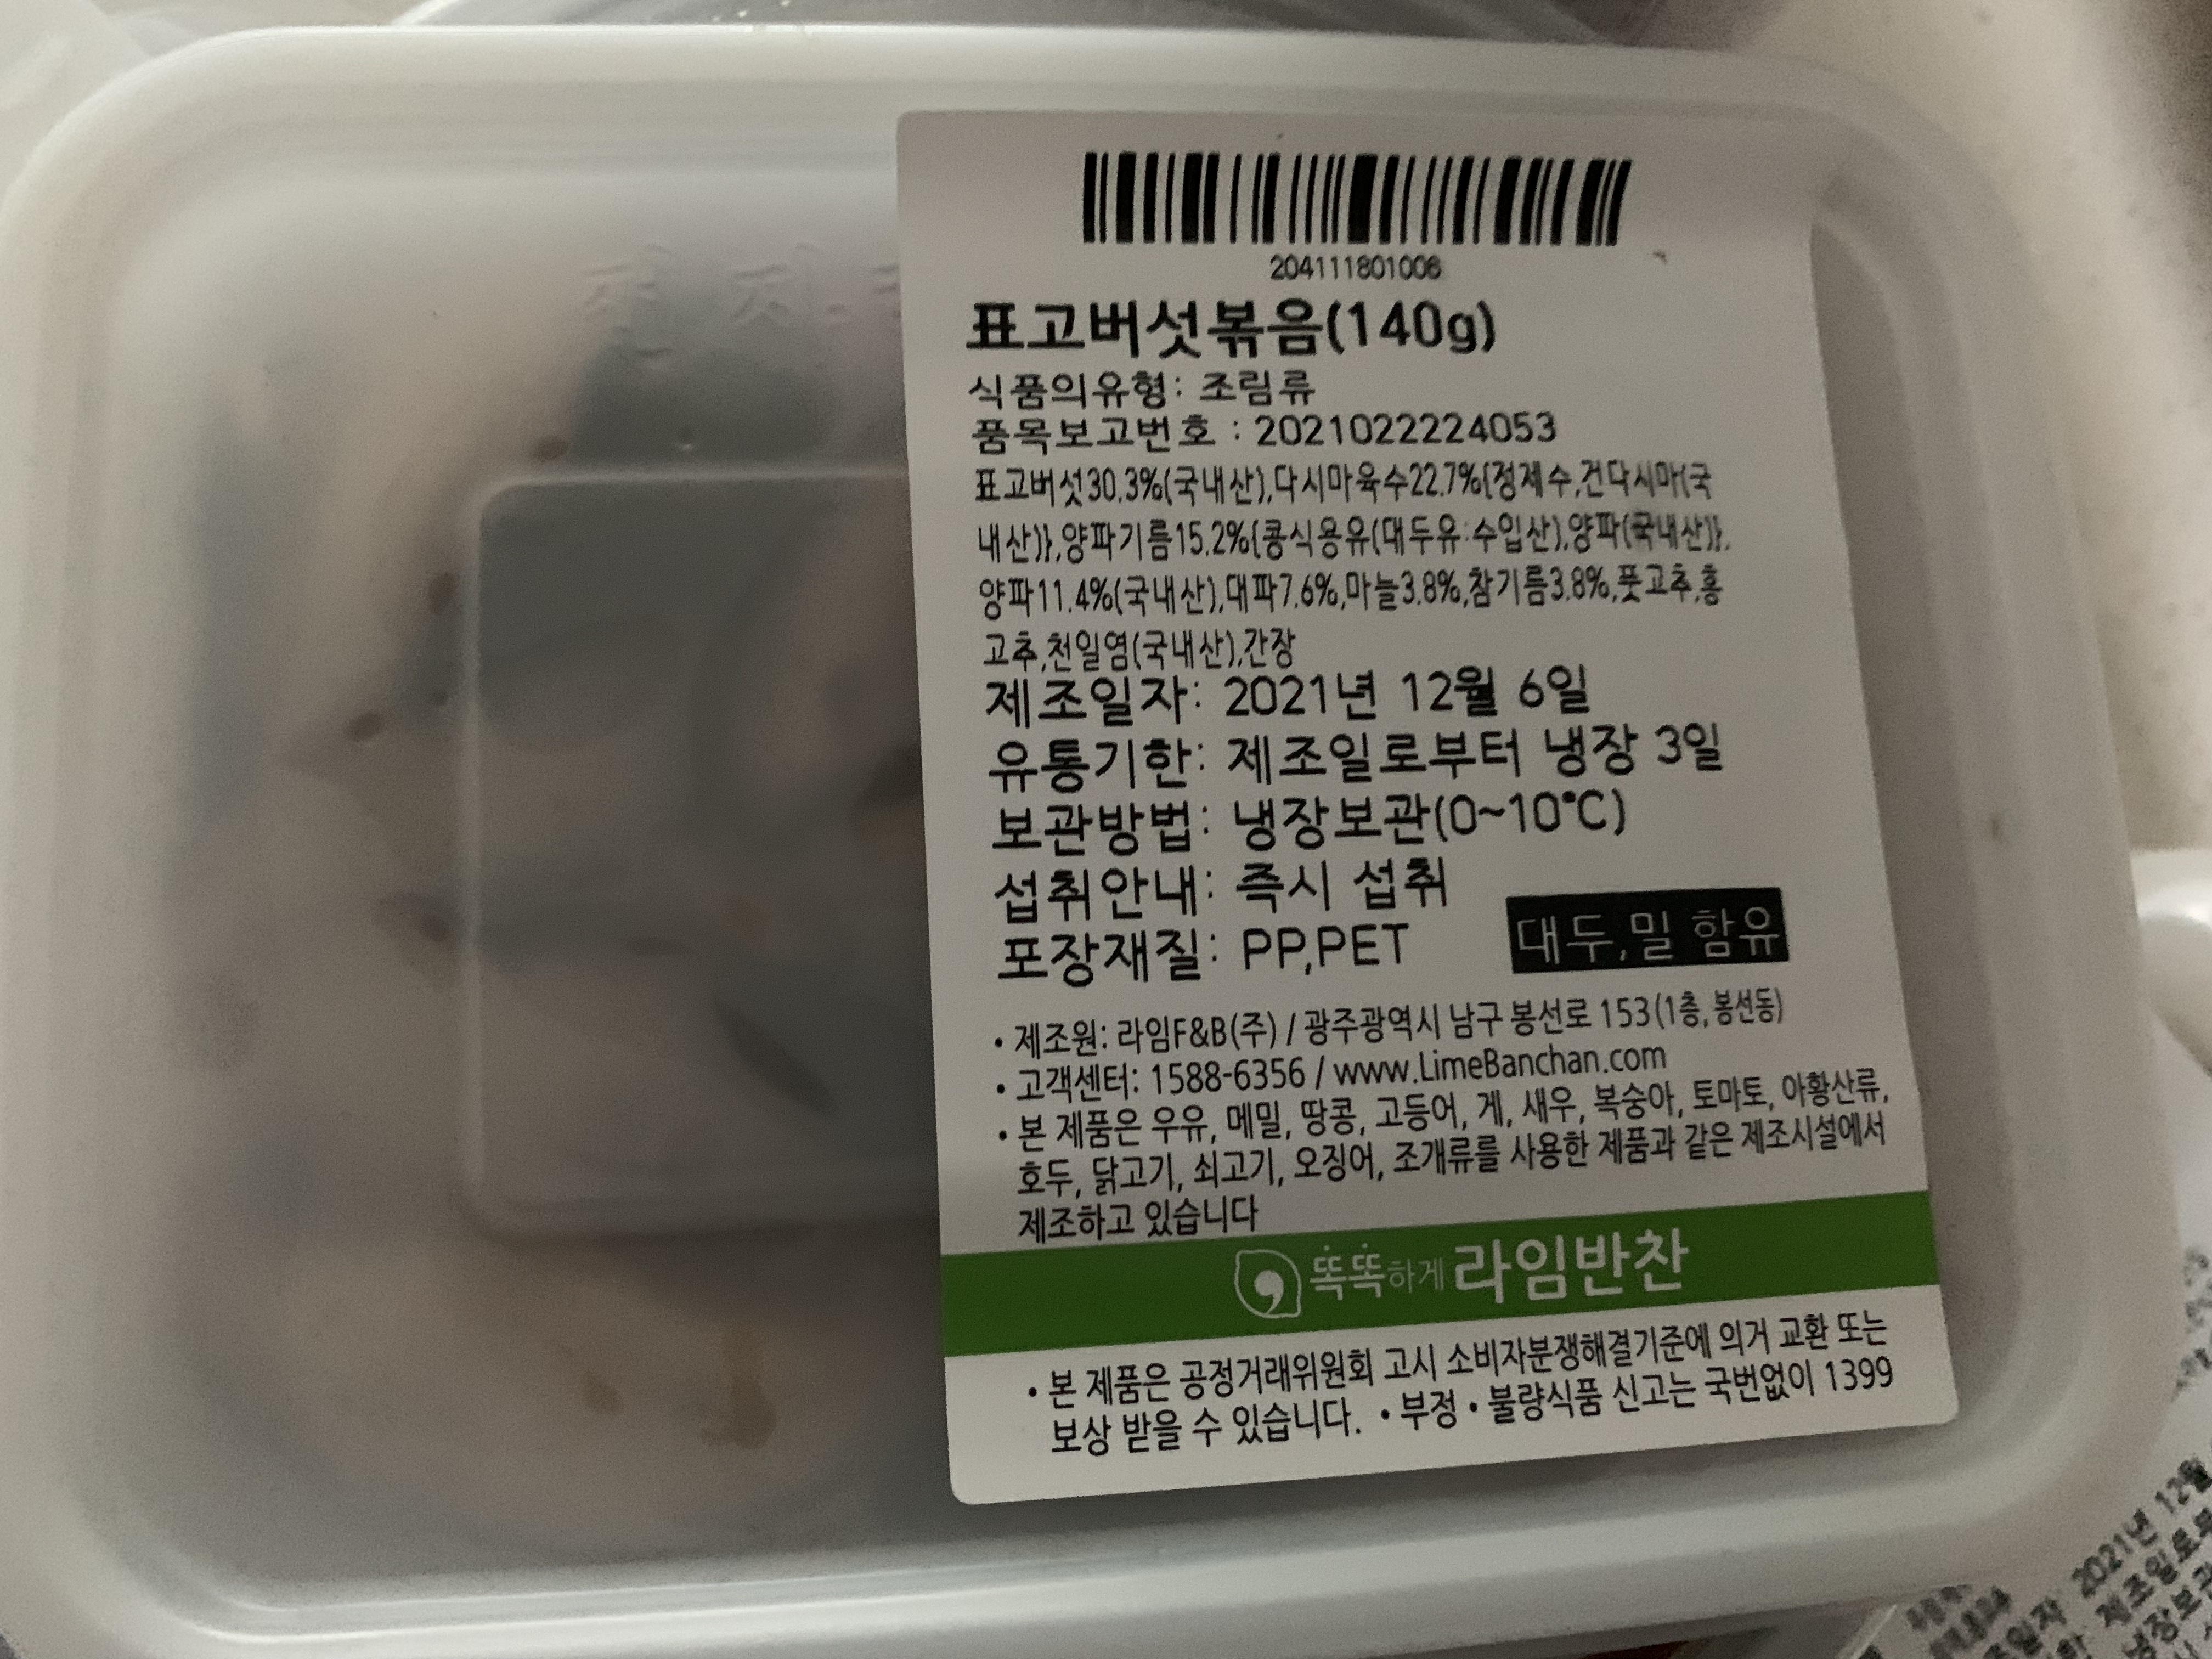 204111801006
표고버섯볶음(140g)
식품의유형: 조림류
품목보고번호 : 2021022224053
표고버섯30.3%(국내산),다시마육수22.7%{정제수,건다시마(국
내산)},양파기름15.2%{콩식용유(대두유:수입산),양파(국내산)},
양파11.4%(국내산),대파7.6%,마늘3.8%,참기름3.8%,풋고추,홍
고추,천일염(국내산),간장
제조일자: 2021년 12월 6일
유통기한: 제조일로부터 냉장 3일
보관방법: 냉장보관(0~10℃)
섭취안내: 즉시 섭취
포장재질: PP,PET
대두,밀 함유
• 제조원: 라임F&B(주) / 광주광역시 남구 봉선로 153(1층, 봉선동)
• 고객센터: 1588-6356 / www.LimeBanchan.com
• 본 제품은 우유, 메밀, 땅콩, 고등어, 게, 새우, 복숭아, 토마토, 아황산류,
호두, 닭고기, 쇠고기, 오징어, 조개류를 사용한 제품과 같은 제조시설에서
제조하고 있습니다
똑똑하게 라임반찬
• 본 제품은 공정거래위원회 고시 소비자분쟁해결기준에 의거 교환 또는
보상 받을 수 있습니다. • 부정 • 불량식품 신고는 국번없이 1399
2021년 12월
제조일로부